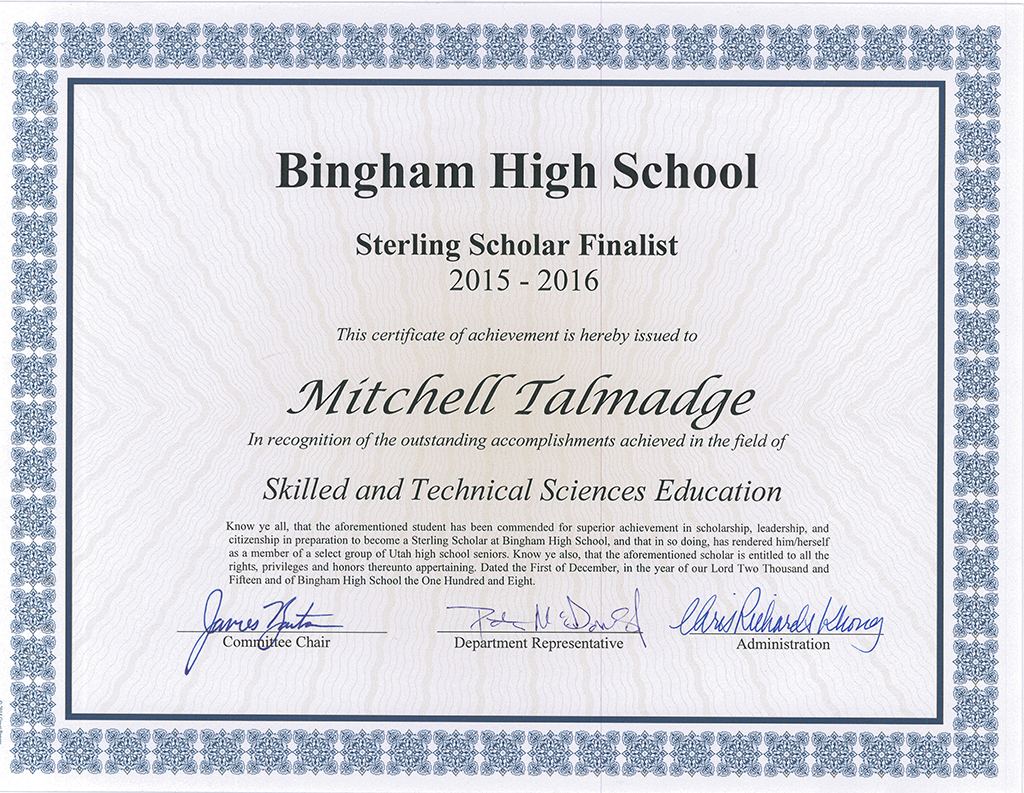 Bingham High School
Sterling Scholar Finalist
2015 - 2016
This certificate of achievement is hereby issued to
Mitchell Talmadge
In recognition of the outstanding accomplishments achieved in the field of
Skilled and Technical Sciences Education
Know ye all, that the aforementioned student has been commended for superior achievement in scholarship, leadership, and
citizenship in preparation to become a Sterling Scholar at Bingham High School, and that in so doing, has rendered him/herself
as a member of a select group of Utah high school seniors. Know ye also, that the aforementioned scholar is entitled to all the
rights, privileges and honors thereunto appertaining. Dated the First of December, in the year of our Lord Two Thousand and
Fifteen and of Bingham High School the One Hundred and Eight.
James McDonald Chris Richards Khong
Committee Chair Department Representative Administration